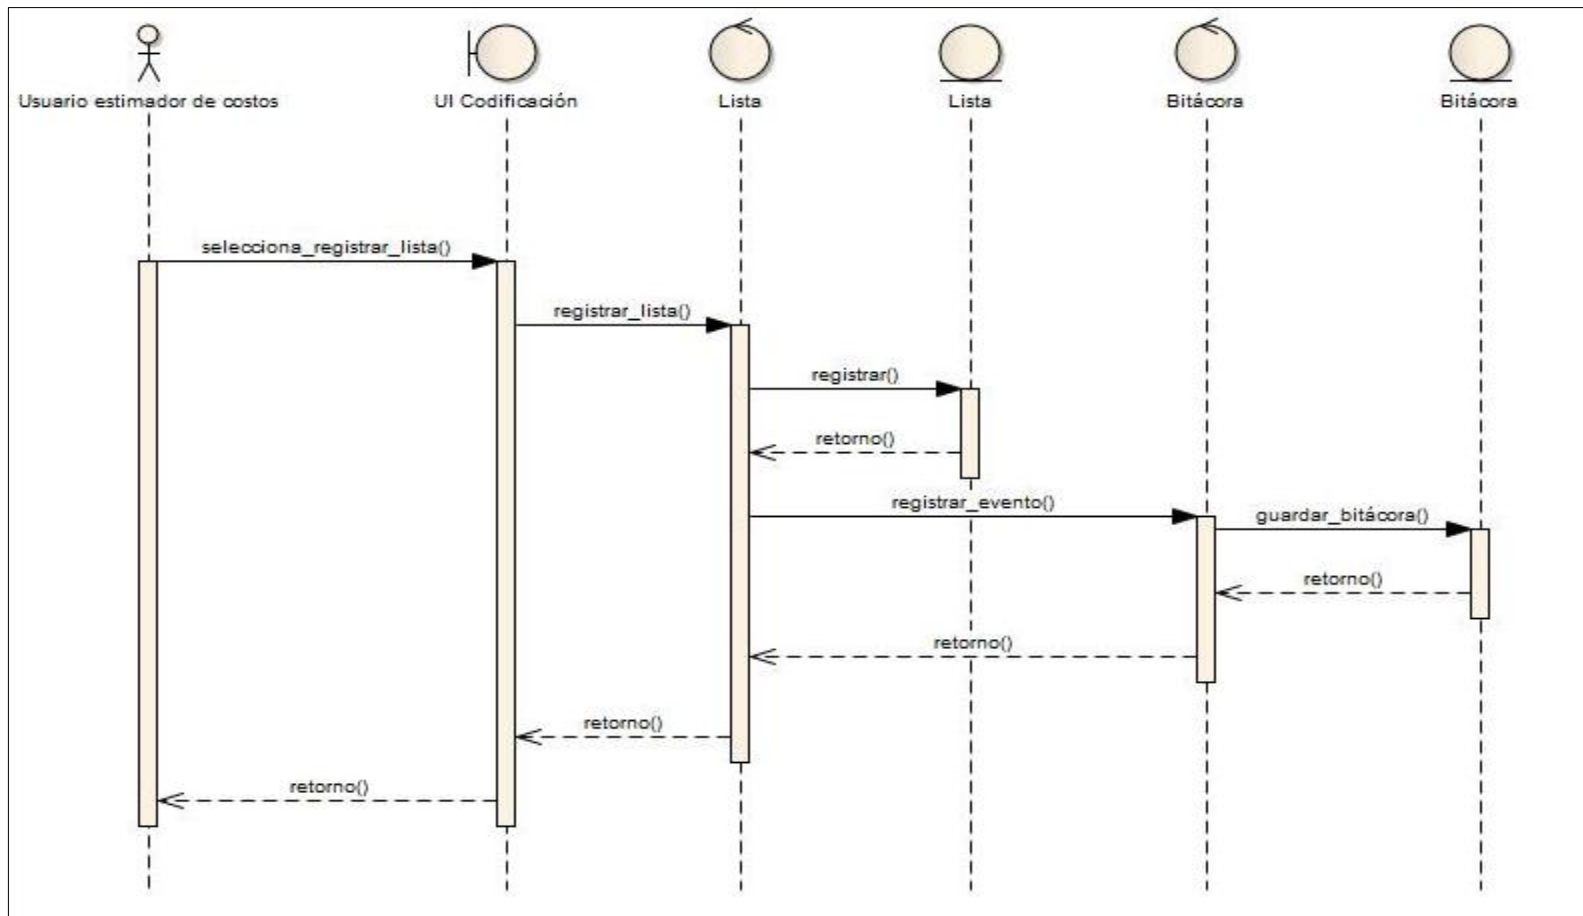 Usuario estimador de costos
UI Codificación
Lista
Lista
Bitácora
Bitácora
selecciona_registrar_lista()
registrar_lista()
registrar()
retorno()
registrar_evento()
guardar_bitácora()
retorno()
retorno()
retorno()
retorno()